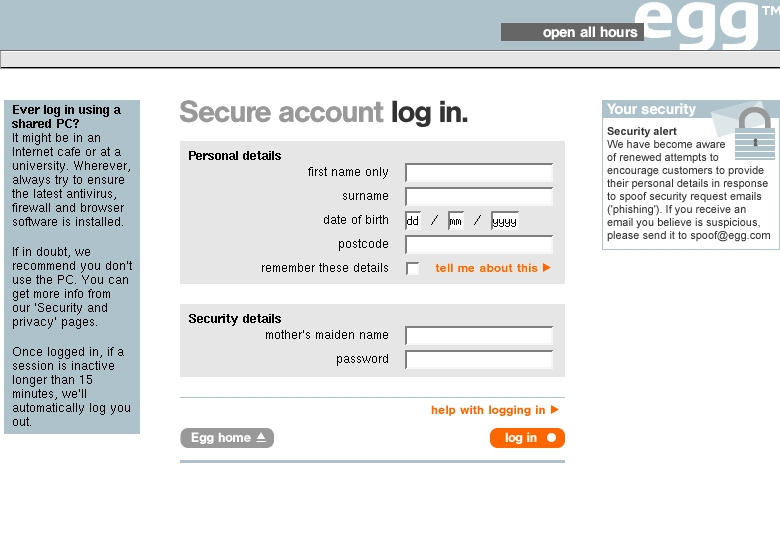 egg™
open all hours
Ever log in using a
shared PC?
It might be in an
Internet cafe or at a
university. Wherever,
always try to ensure
the latest antivirus,
firewall and browser
software is installed.
If in doubt, we
recommend you don't
use the PC. You can
get more info from
our 'Security and
privacy' pages.
Once logged in, if a
session is inactive
longer than 15
minutes, we'll
automatically log you
out.
Secure account log in.
Personal details
first name only
surname
date of birth dd / mm / yyyy
postcode
remember these details tell me about this
Security details
mother's maiden name
password
help with logging in
Egg home log in
Your security
Security alert
We have become aware
of renewed attempts to
encourage customers to provide
their personal details in response
to spoof security request emails
('phishing'). If you receive an
email you believe is suspicious,
please send it to spoof@egg.com